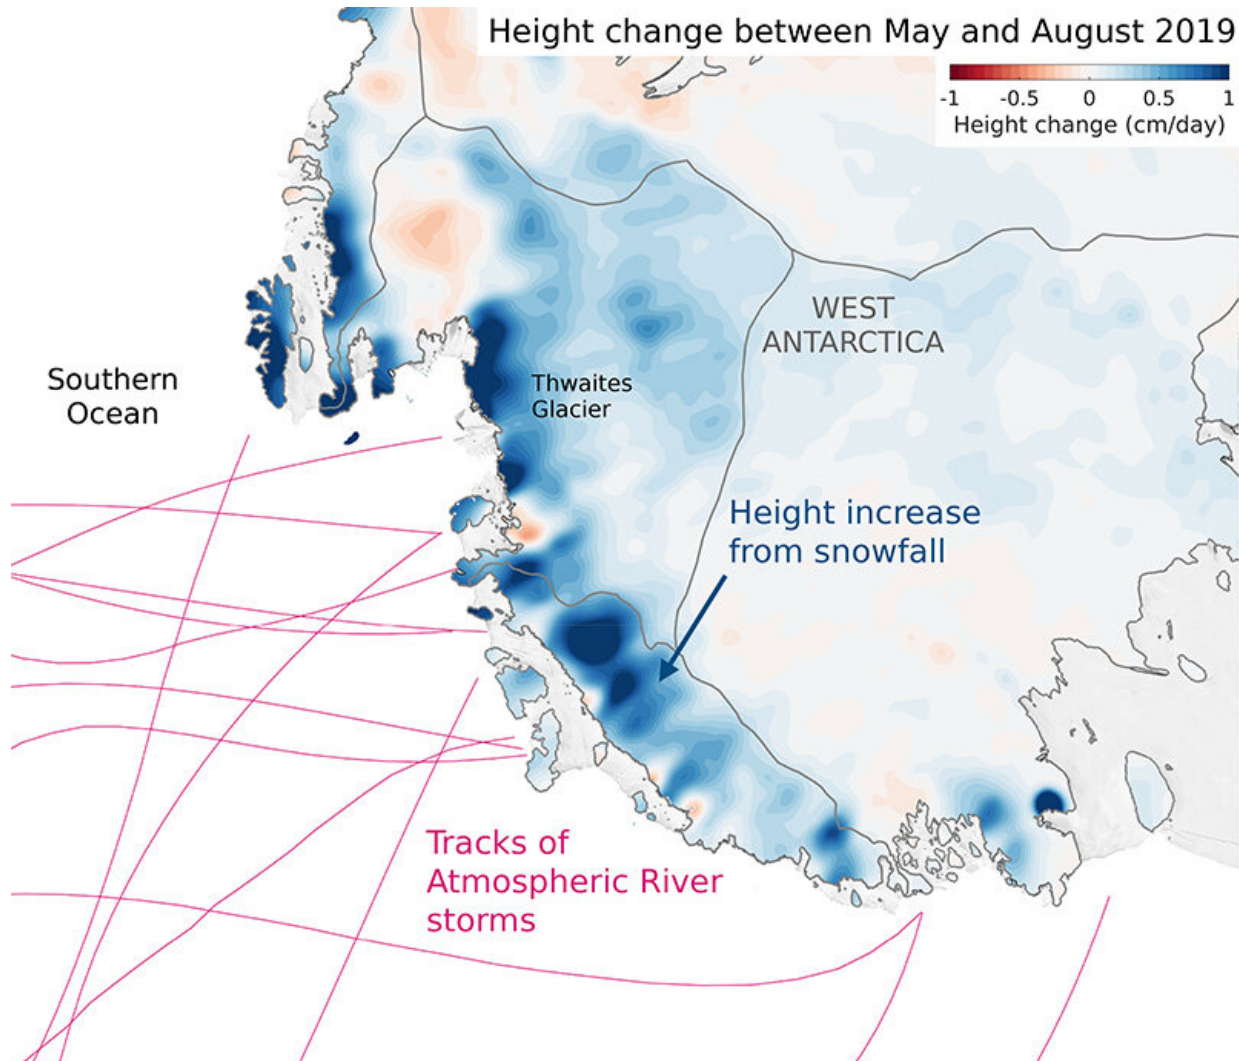 Height change between May and August 2019
-1 -0.5 0 0.5 1
Height change (cm/day)
WEST
ANTARCTICA
Southern
Ocean
Thwaites
Glacier
Height increase
from snowfall
Tracks of
Atmospheric River
storms